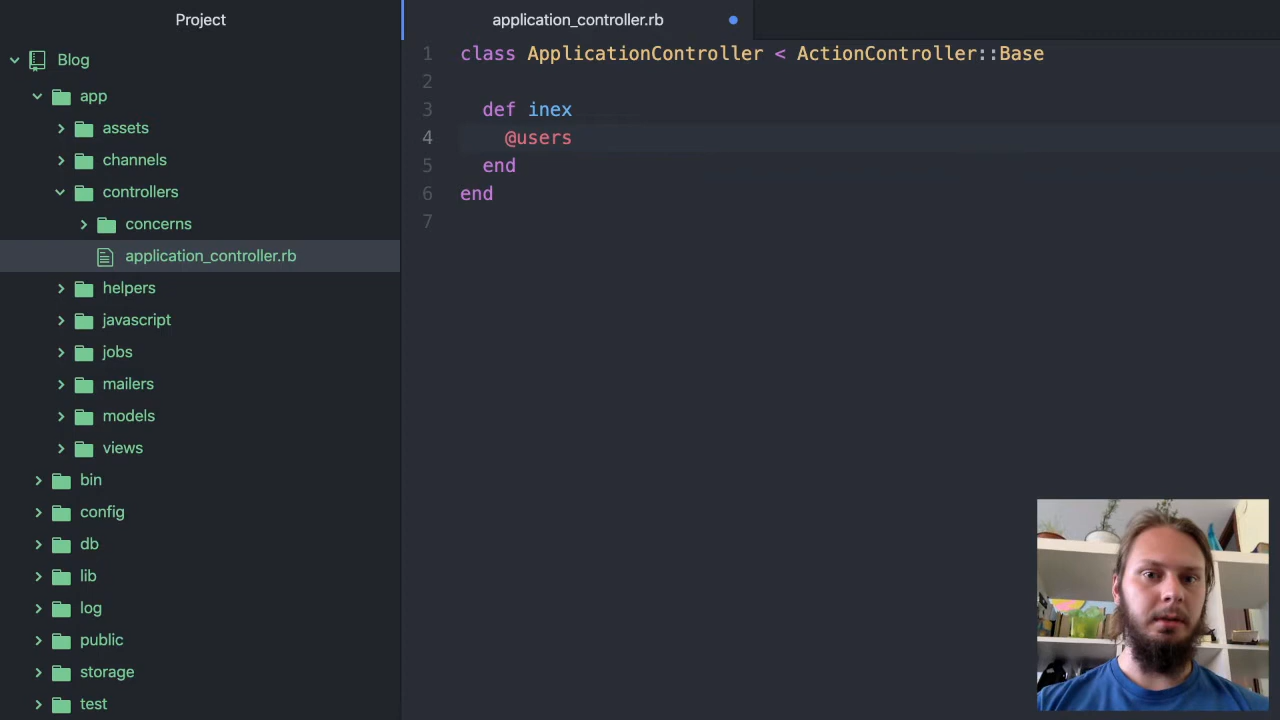 Project
Blog
app
assets
channels
controllers
concerns
application_controller.rb
helpers
javascript
jobs
mailers
models
views
bin
config
db
lib
log
public
storage
test
application_controller.rb
1 class ApplicationController < ActionController::Base
2
3 def inex
4 @users
5 end
6 end
7